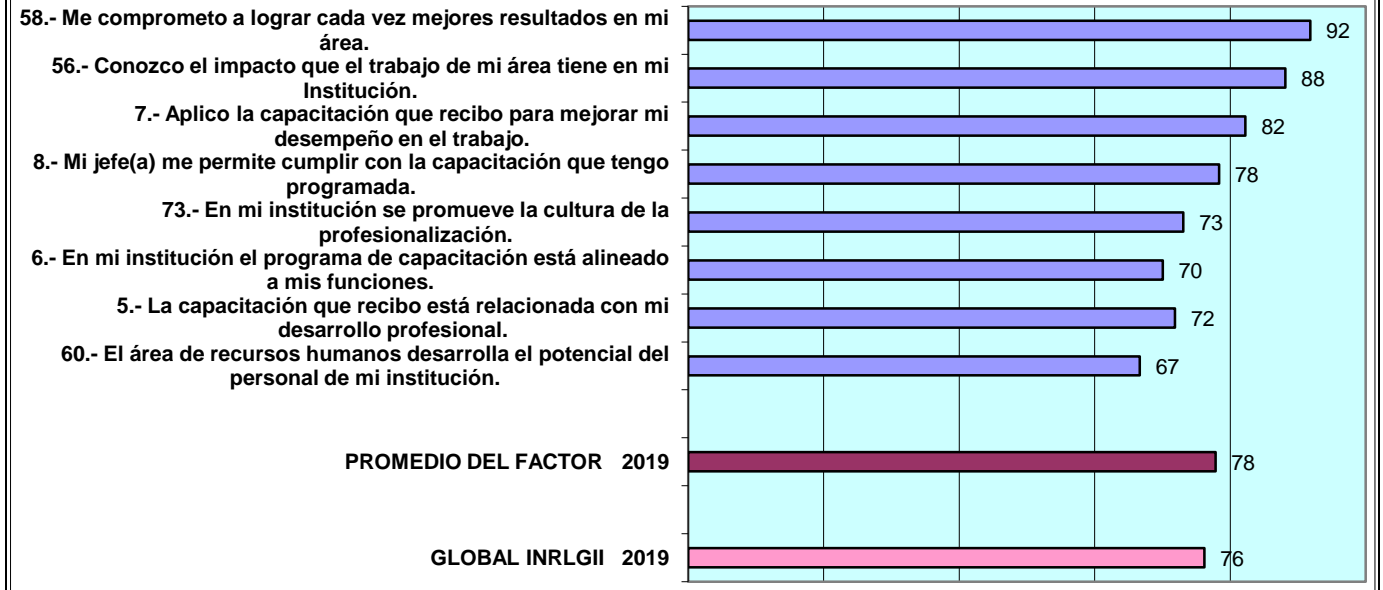 58.- Me comprometo a lograr cada vez mejores resultados en mi
área.
92
56.- Conozco el impacto que el trabajo de mi área tiene en mi
Institución.
88
7.- Aplico la capacitación que recibo para mejorar mi
desempeño en el trabajo.
82
8.- Mi jefe(a) me permite cumplir con la capacitación que tengo
programada.
78
73.- En mi institución se promueve la cultura de la
profesionalización.
73
6.- En mi institución el programa de capacitación está alineado
a mis funciones.
70
5.- La capacitación que recibo está relacionada con mi
desarrollo profesional.
72
60.- El área de recursos humanos desarrolla el potencial del
personal de mi institución.
67
PROMEDIO DEL FACTOR 2019
78
GLOBAL INRLGII 2019
76